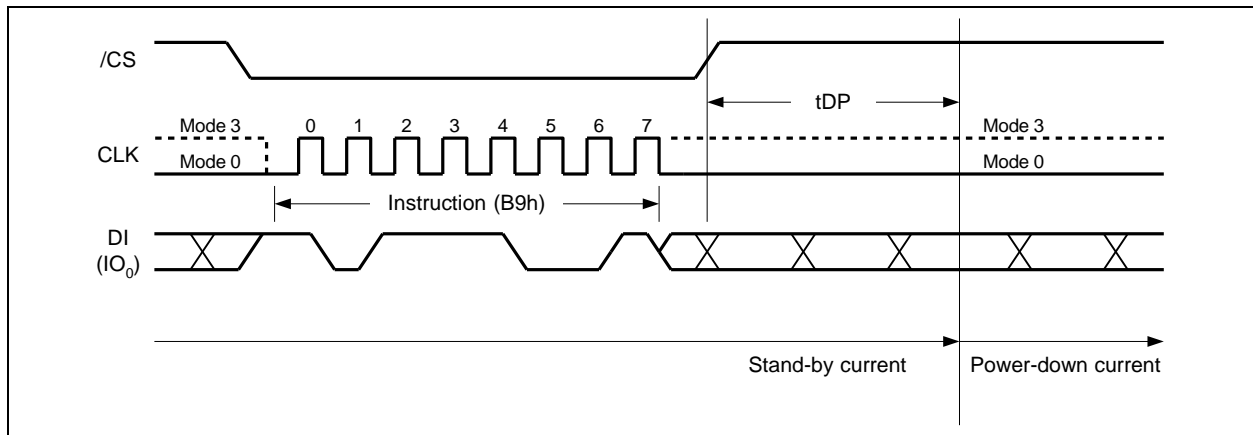 /CS
tDP
Mode 3
0 1 2 3 4 5 6 7
Mode 3
CLK
Mode 0
Mode 0
Instruction (B9h)
DI
(IO₀)
Stand-by current
Power-down current